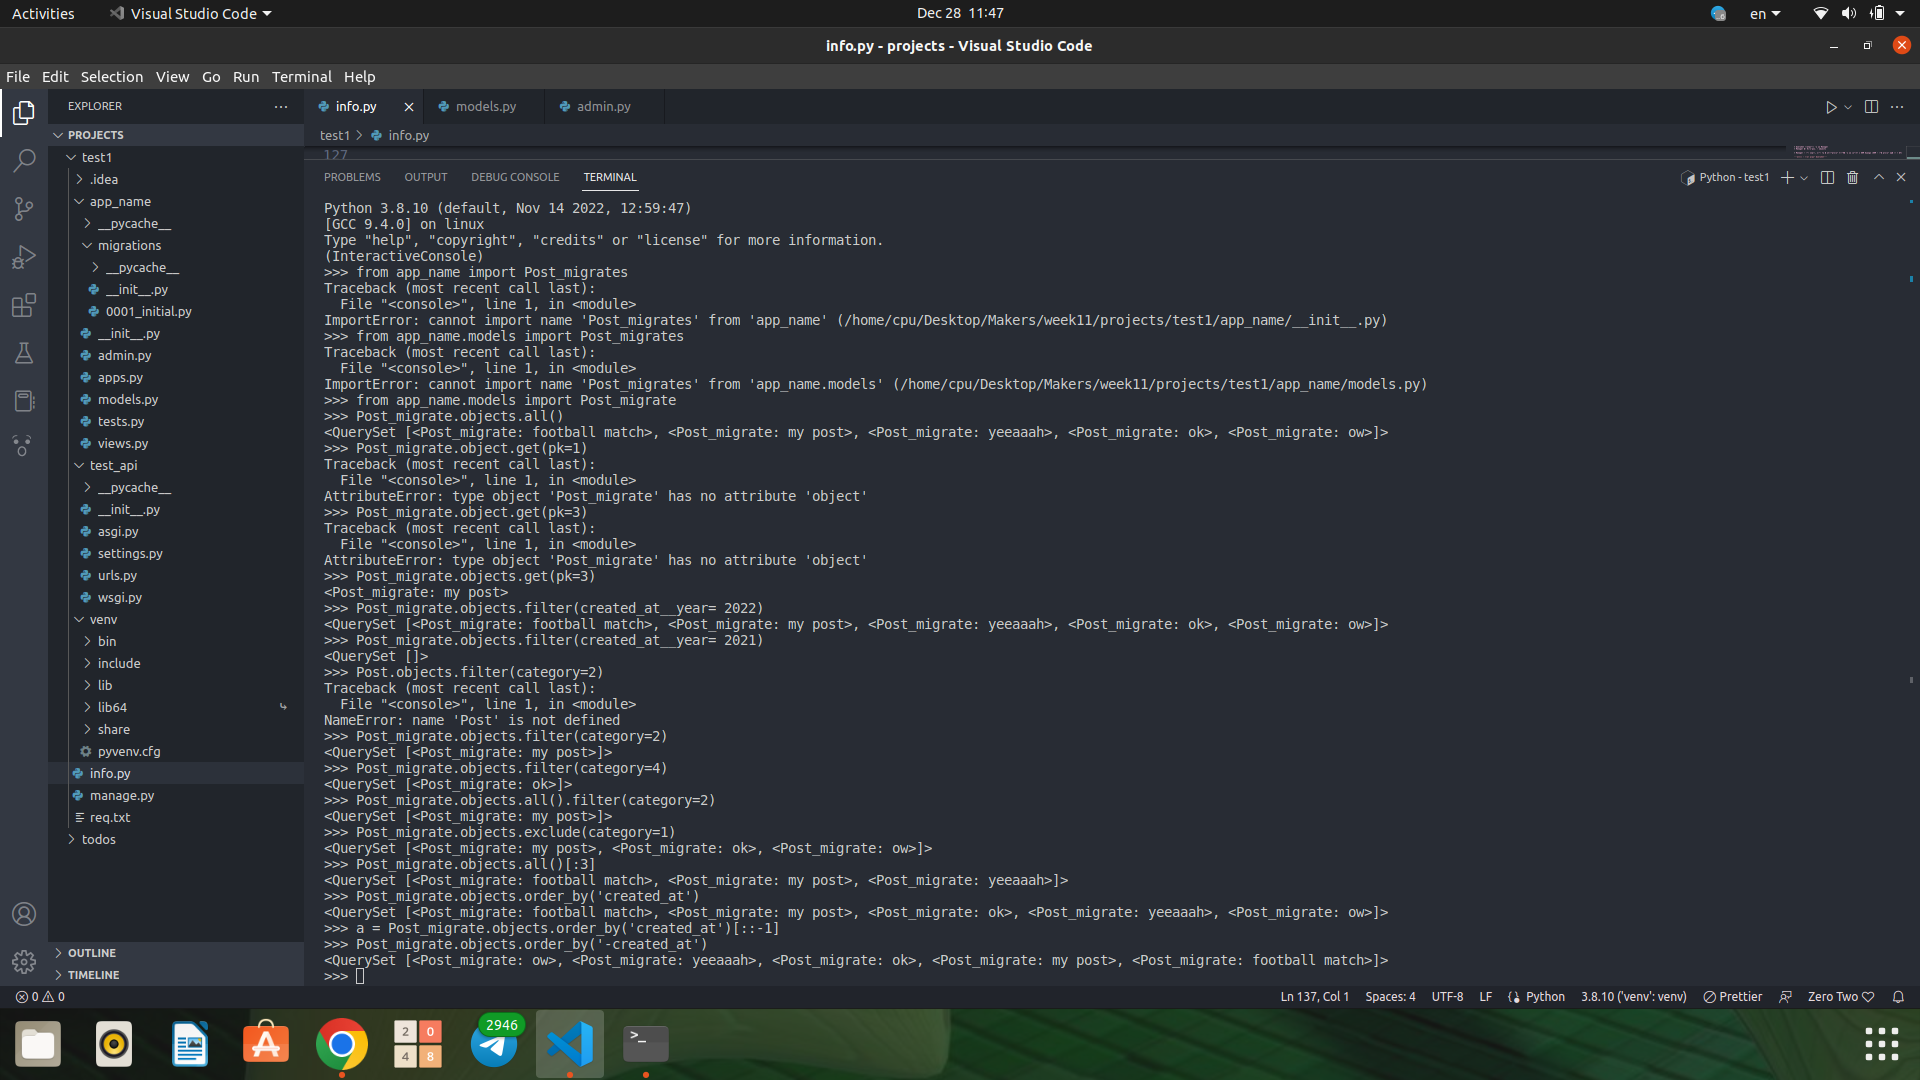 Activities
Visual Studio Code
Dec 28 11:47
en
info.py - projects - Visual Studio Code
File Edit Selection View Go Run Terminal Help
EXPLORER
PROJECTS
test1
.idea
app_name
__pycache__
migrations
__pycache__
__init__.py
0001_initial.py
__init__.py
admin.py
apps.py
models.py
tests.py
views.py
test_api
__pycache__
__init__.py
asgi.py
settings.py
urls.py
wsgi.py
venv
bin
include
lib
lib64
share
pyvenv.cfg
info.py
manage.py
req.txt
todos
OUTLINE
TIMELINE
info.py
models.py
admin.py
test1 > info.py
127
PROBLEMS OUTPUT DEBUG CONSOLE TERMINAL
Python - test1
Python 3.8.10 (default, Nov 14 2022, 12:59:47)
[GCC 9.4.0] on linux
Type "help", "copyright", "credits" or "license" for more information.
(InteractiveConsole)
>>> from app_name import Post_migrates
Traceback (most recent call last):
  File "<console>", line 1, in <module>
ImportError: cannot import name 'Post_migrates' from 'app_name' (/home/cpu/Desktop/Makers/week11/projects/test1/app_name/__init__.py)
>>> from app_name.models import Post_migrates
Traceback (most recent call last):
  File "<console>", line 1, in <module>
ImportError: cannot import name 'Post_migrates' from 'app_name.models' (/home/cpu/Desktop/Makers/week11/projects/test1/app_name/models.py)
>>> from app_name.models import Post_migrate
>>> Post_migrate.objects.all()
<QuerySet [<Post_migrate: football match>, <Post_migrate: my post>, <Post_migrate: yeeaaah>, <Post_migrate: ok>, <Post_migrate: ow>]>
>>> Post_migrate.object.get(pk=1)
Traceback (most recent call last):
  File "<console>", line 1, in <module>
AttributeError: type object 'Post_migrate' has no attribute 'object'
>>> Post_migrate.object.get(pk=3)
Traceback (most recent call last):
  File "<console>", line 1, in <module>
AttributeError: type object 'Post_migrate' has no attribute 'object'
>>> Post_migrate.objects.get(pk=3)
<Post_migrate: my post>
>>> Post_migrate.objects.filter(created_at__year= 2022)
<QuerySet [<Post_migrate: football match>, <Post_migrate: my post>, <Post_migrate: yeeaaah>, <Post_migrate: ok>, <Post_migrate: ow>]>
>>> Post_migrate.objects.filter(created_at__year= 2021)
<QuerySet []>
>>> Post.objects.filter(category=2)
Traceback (most recent call last):
  File "<console>", line 1, in <module>
NameError: name 'Post' is not defined
>>> Post_migrate.objects.filter(category=2)
<QuerySet [<Post_migrate: my post>]>
>>> Post_migrate.objects.filter(category=4)
<QuerySet [<Post_migrate: ok>]>
>>> Post_migrate.objects.all().filter(category=2)
<QuerySet [<Post_migrate: my post>]>
>>> Post_migrate.objects.exclude(category=1)
<QuerySet [<Post_migrate: my post>, <Post_migrate: ok>, <Post_migrate: ow>]>
>>> Post_migrate.objects.all()[:3]
<QuerySet [<Post_migrate: football match>, <Post_migrate: my post>, <Post_migrate: yeeaaah>]>
>>> Post_migrate.objects.order_by('created_at')
<QuerySet [<Post_migrate: football match>, <Post_migrate: my post>, <Post_migrate: ok>, <Post_migrate: yeeaaah>, <Post_migrate: ow>]>
>>> a = Post_migrate.objects.order_by('created_at')[::-1]
>>> Post_migrate.objects.order_by('-created_at')
<QuerySet [<Post_migrate: ow>, <Post_migrate: yeeaaah>, <Post_migrate: ok>, <Post_migrate: my post>, <Post_migrate: football match>]>
>>>
0 0
Ln 137, Col 1 Spaces: 4 UTF-8 LF Python 3.8.10 ('venv': venv) Prettier Zero Two
2 0
4 8
2946